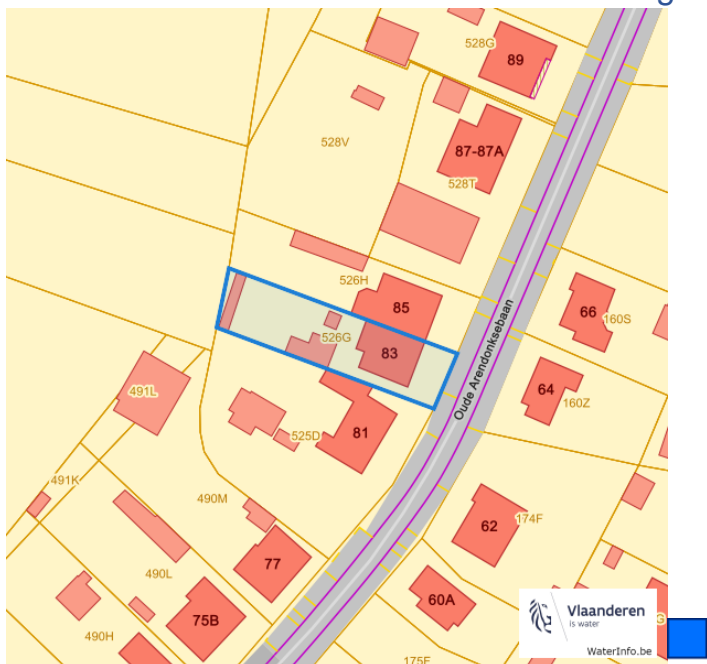 528G
89
87-87A
528V
528T
526H
85
66
160S
83
526G
Oude Arendonksebaan
64
160Z
491L
81
525D
491K
490M
62
174F
77
490L
60A
75B
490H
175F
Vlaanderen
is water
WaterInfo.be